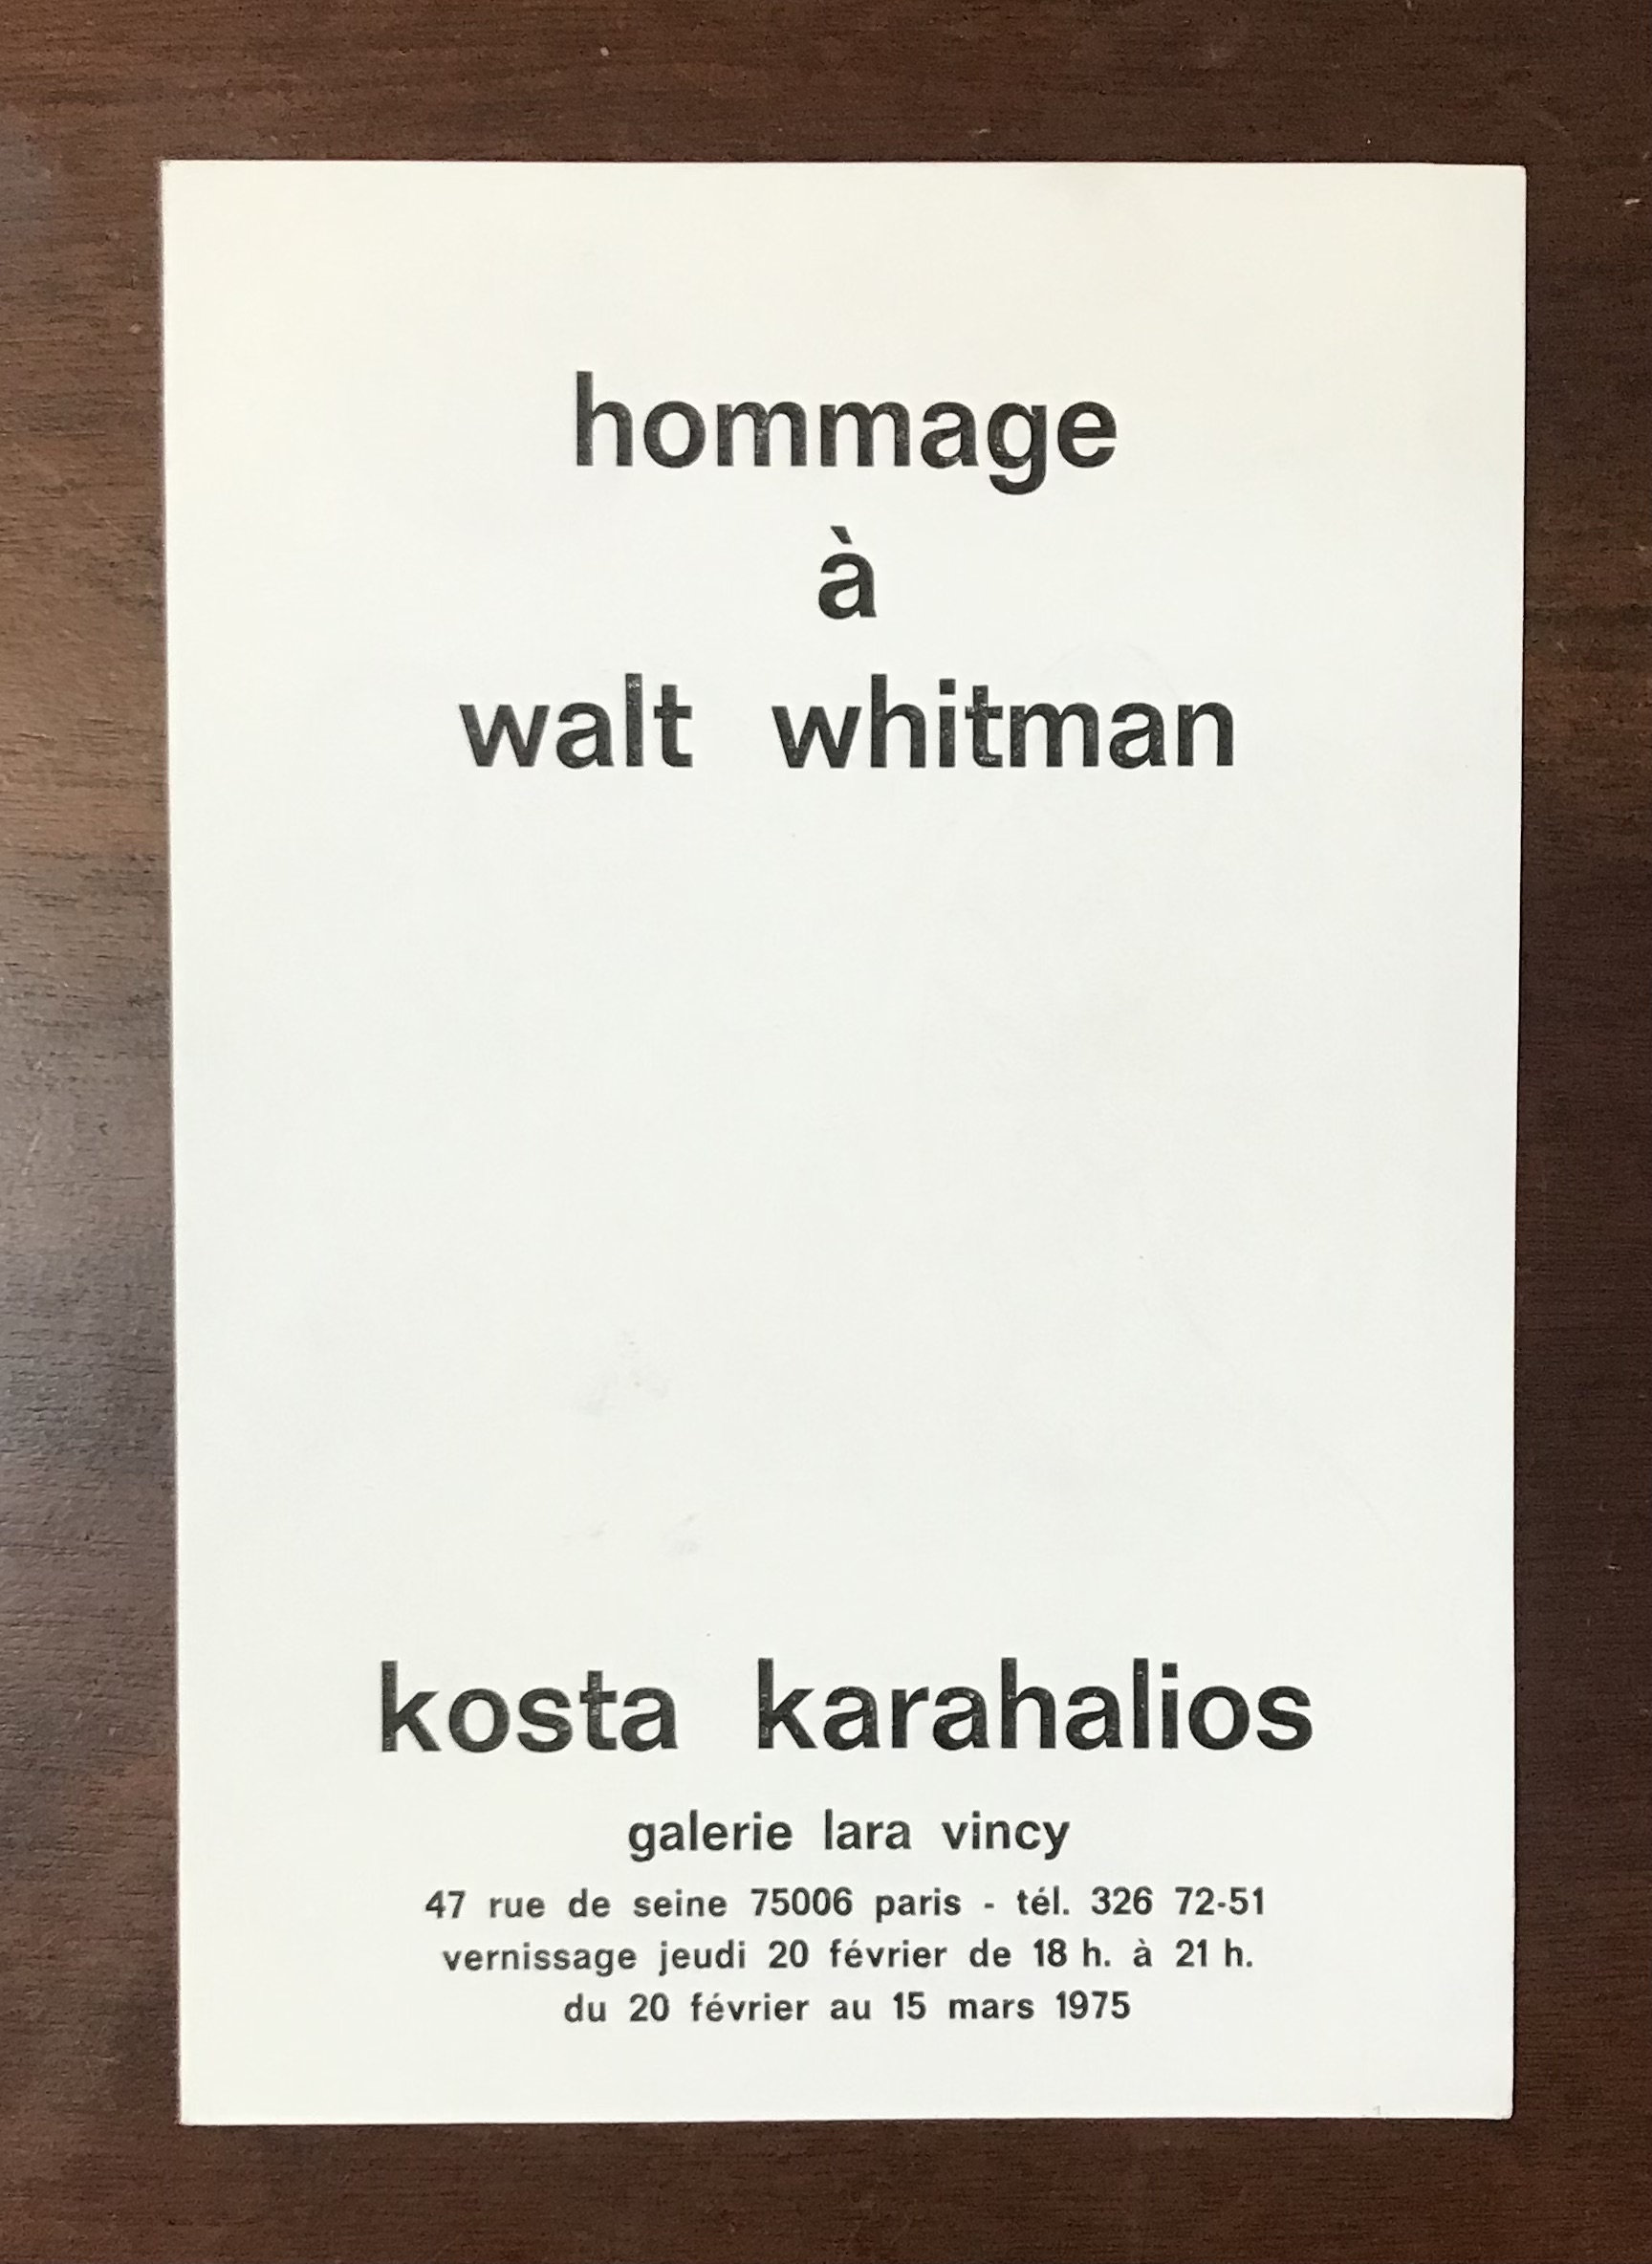 hommage
à
walt whitman
kosta karahalios
galerie lara vincy
47 rue de seine 75006 paris - tél. 326 72-51
vernissage jeudi 20 février de 18 h. à 21 h.
du 20 février au 15 mars 1975